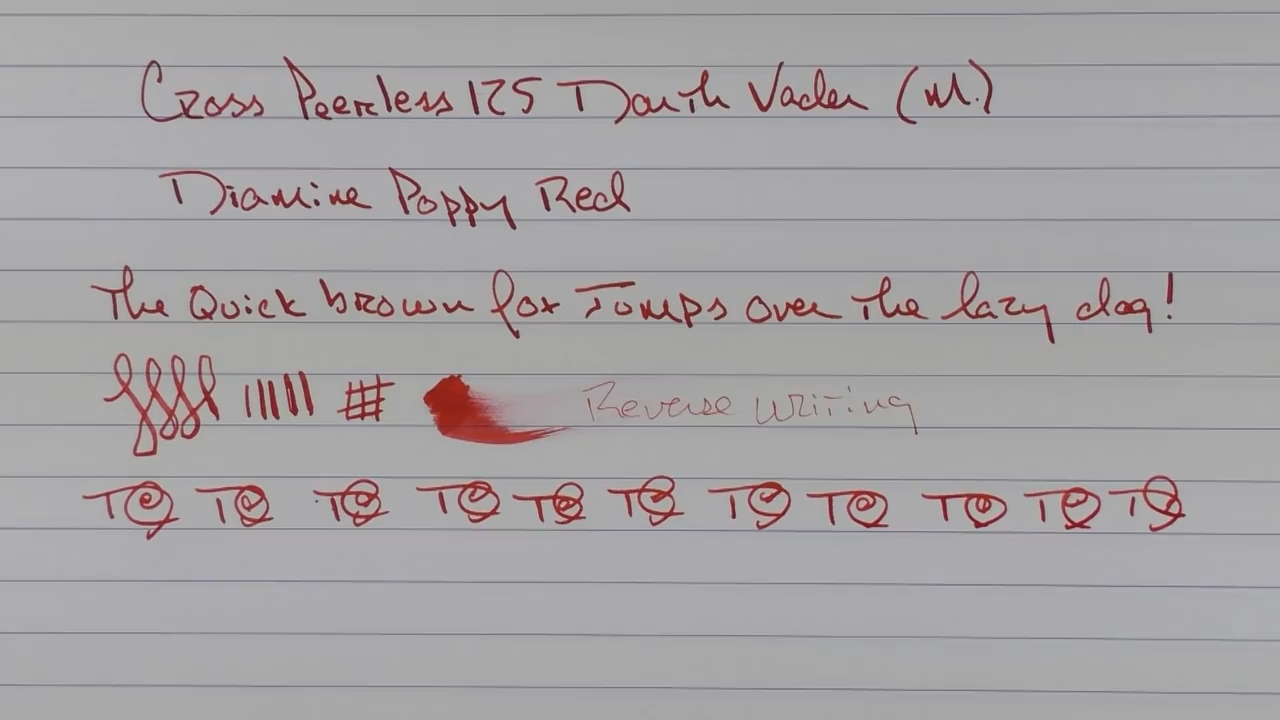 Cross Peerless 125 Darth Vader (M.)
Diamine Poppy Red
The Quick brown fox Jumps over the lazy dog!
Reverse writing